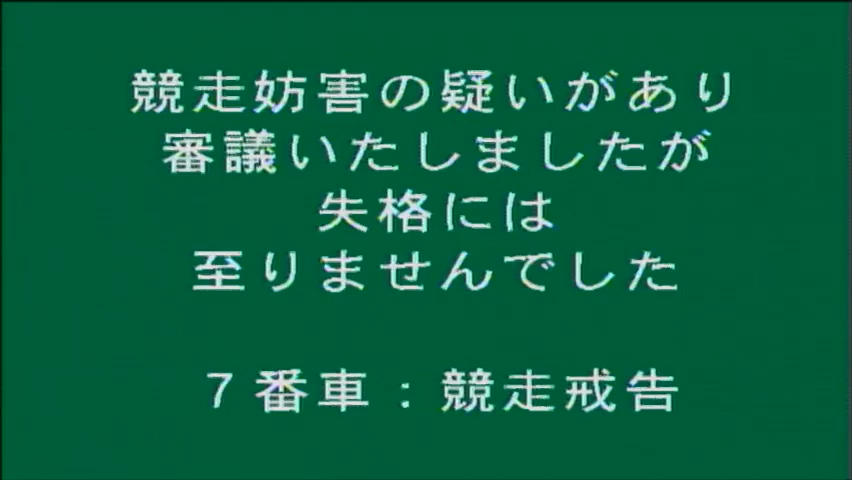 競走妨害の疑いがあり
審議いたしましたが
失格には
至りませんでした
7番車：競走戒告